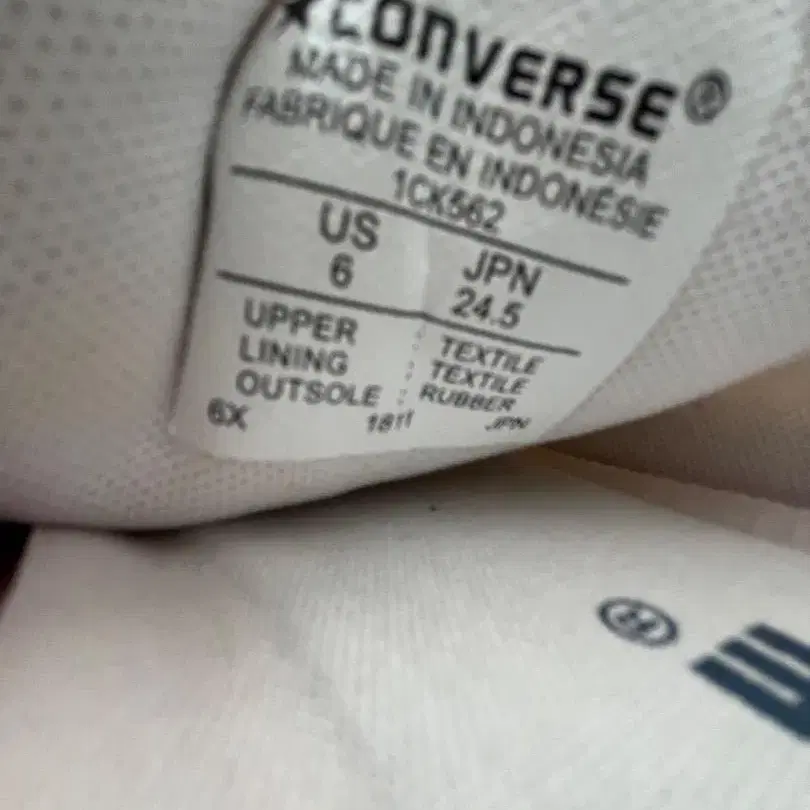 ★CONVERSE®
MADE IN INDONESIA
FABRIQUE EN INDONÉSIE
1CK562
US JPN
6 24.5
UPPER : TEXTILE
LINING : TEXTILE
OUTSOLE : RUBBER
6X 1811 JPN
®